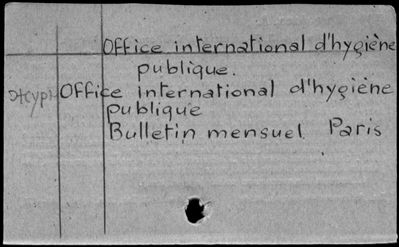 Office international d'hygiène
publique.
Office international d'hygiène
publique
Bulletin mensuel. Paris